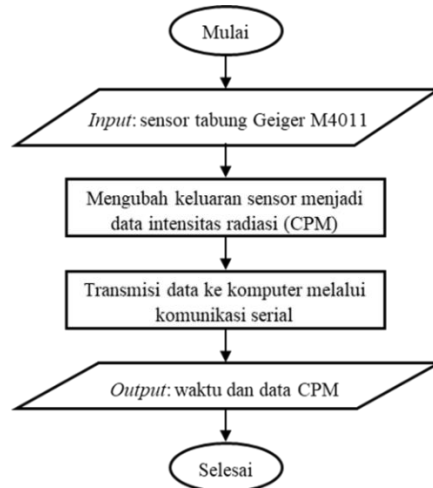 Mulai
Input: sensor tabung Geiger M4011
Mengubah keluaran sensor menjadi
data intensitas radiasi (CPM)
Transmisi data ke komputer melalui
komunikasi serial
Output: waktu dan data CPM
Selesai